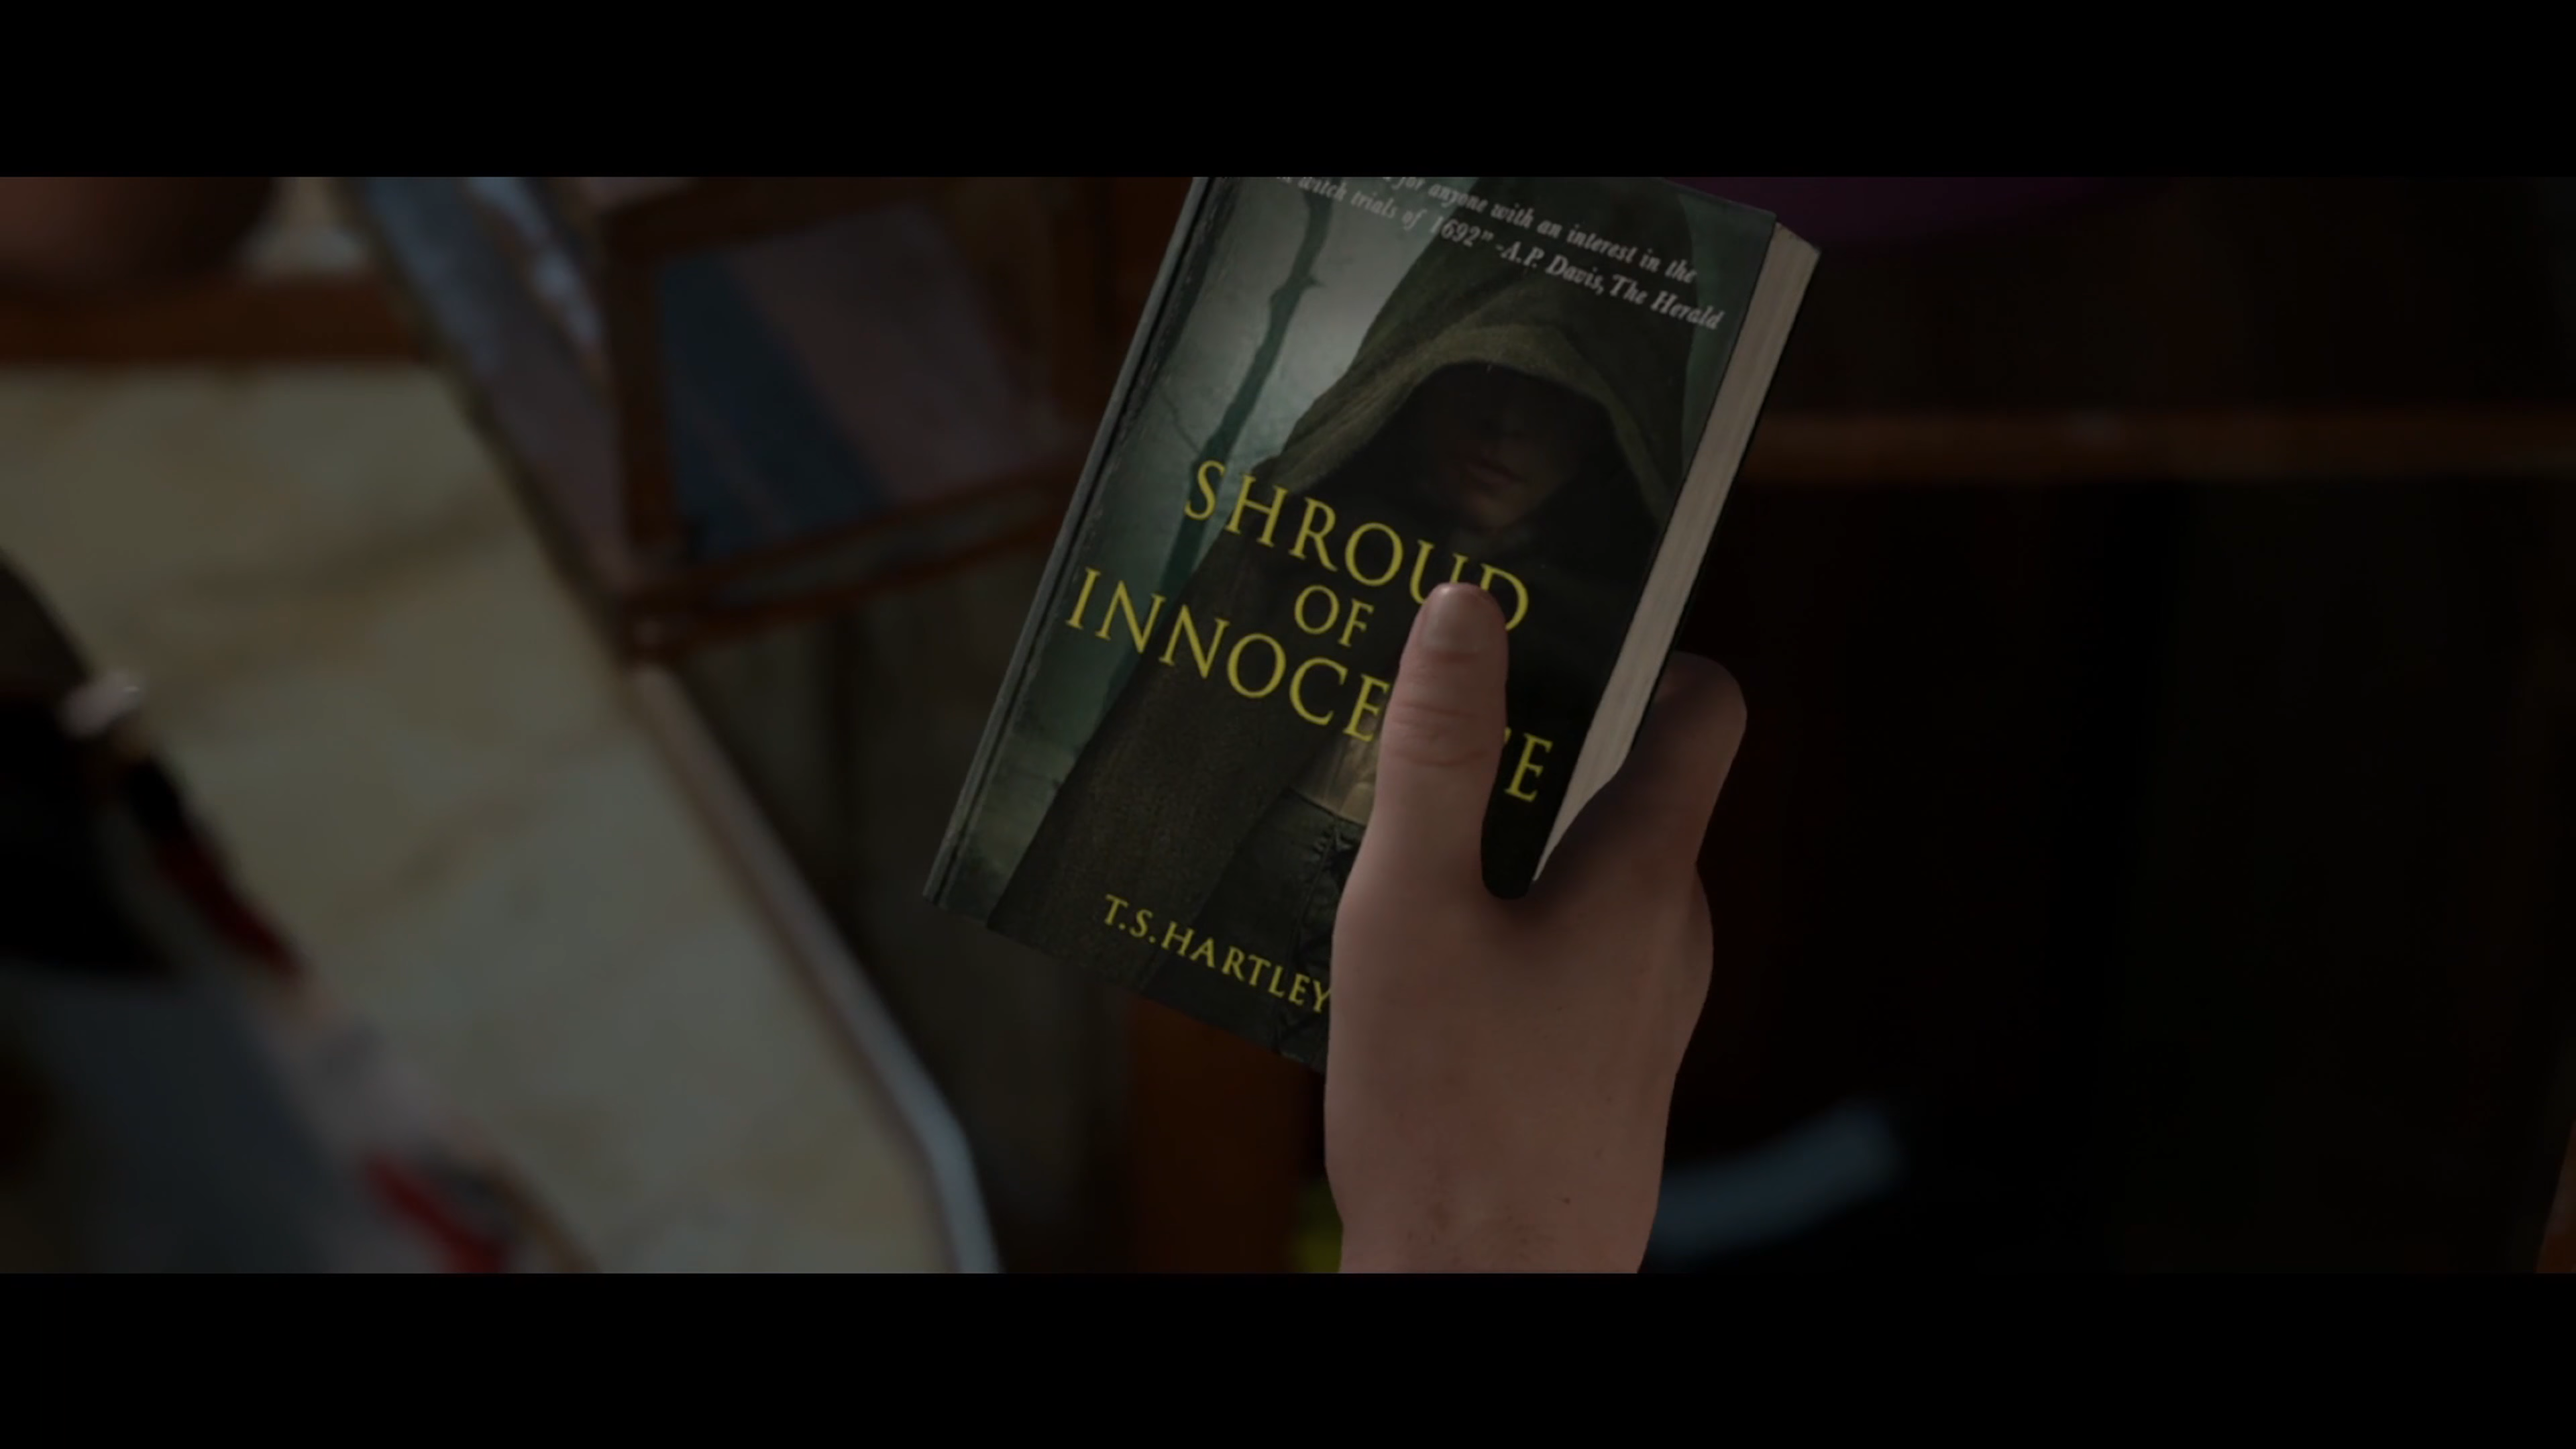 for anyone with an interest in the
witch trials of 1692" -A.P. Davis, The Herald
SHROUD
OF
INNOCE E
T.S.HARTLEY